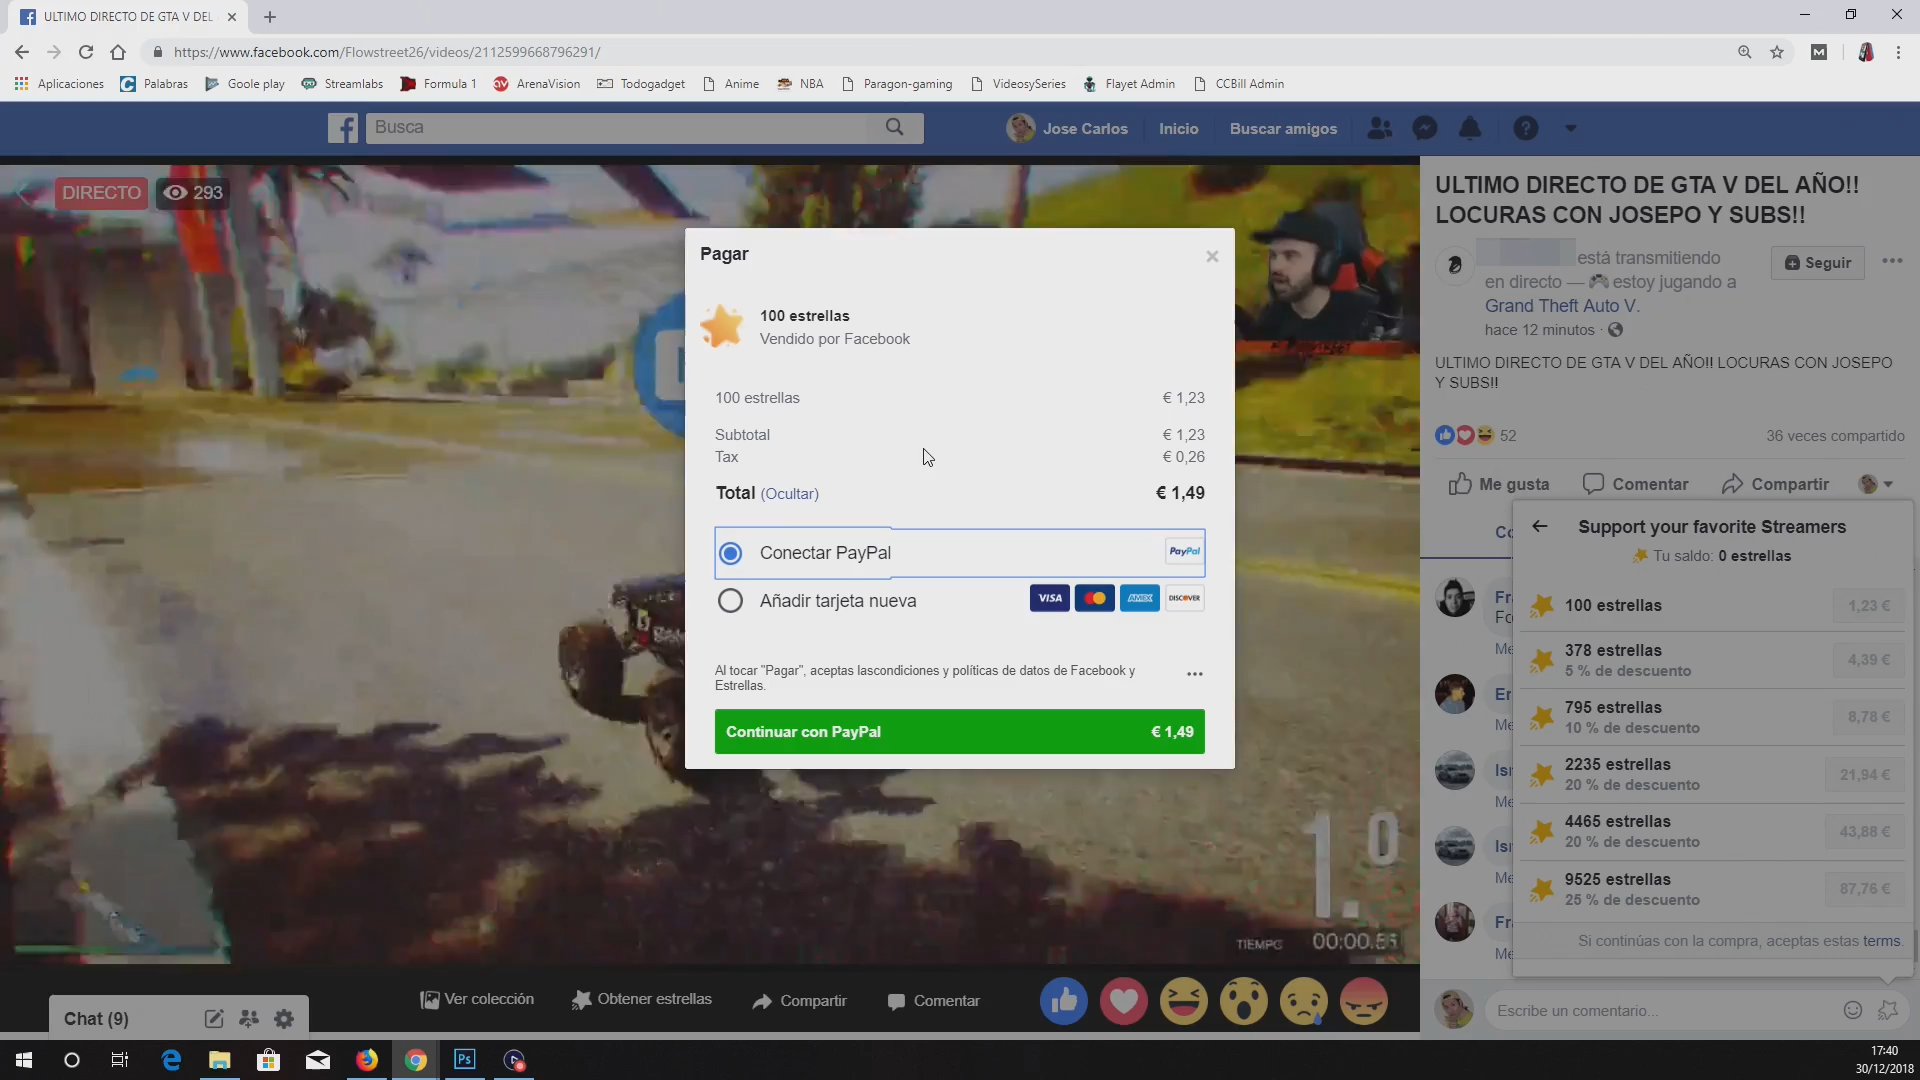 ULTIMO DIRECTO DE GTA V DEL
https://www.facebook.com/Flowstreet26/videos/2112599668796291/
Aplicaciones
Palabras
Goole play
Streamlabs
Formula 1
ArenaVision
Todogadget
Anime
NBA
Paragon-gaming
VideosySeries
Flayet Admin
CCBill Admin
Busca
Jose Carlos
Inicio
Buscar amigos
DIRECTO
293
Pagar
100 estrellas
Vendido por Facebook
100 estrellas € 1,23
Subtotal € 1,23
Tax € 0,26
Total (Ocultar) € 1,49
Conectar PayPal
PayPal
Añadir tarjeta nueva
VISA
AMEX
DISCOVER
Al tocar "Pagar", aceptas lascondiciones y políticas de datos de Facebook y
Estrellas.
Continuar con PayPal € 1,49
TIEMPO 00:00.
ULTIMO DIRECTO DE GTA V DEL AÑO!!
LOCURAS CON JOSEPO Y SUBS!!
está transmitiendo
en directo — estoy jugando a
Grand Theft Auto V.
hace 12 minutos ·
Seguir
ULTIMO DIRECTO DE GTA V DEL AÑO!! LOCURAS CON JOSEPO
Y SUBS!!
52
36 veces compartido
Me gusta
Comentar
Compartir
Support your favorite Streamers
Tu saldo: 0 estrellas
100 estrellas 1,23 €
378 estrellas
5 % de descuento
4,39 €
795 estrellas
10 % de descuento
8,78 €
2235 estrellas
20 % de descuento
21,94 €
4465 estrellas
20 % de descuento
43,88 €
9525 estrellas
25 % de descuento
87,76 €
Si continúas con la compra, aceptas estas terms.
Escribe un comentario...
Ver colección
Obtener estrellas
Compartir
Comentar
Chat (9)
Ps
17:40
30/12/2018